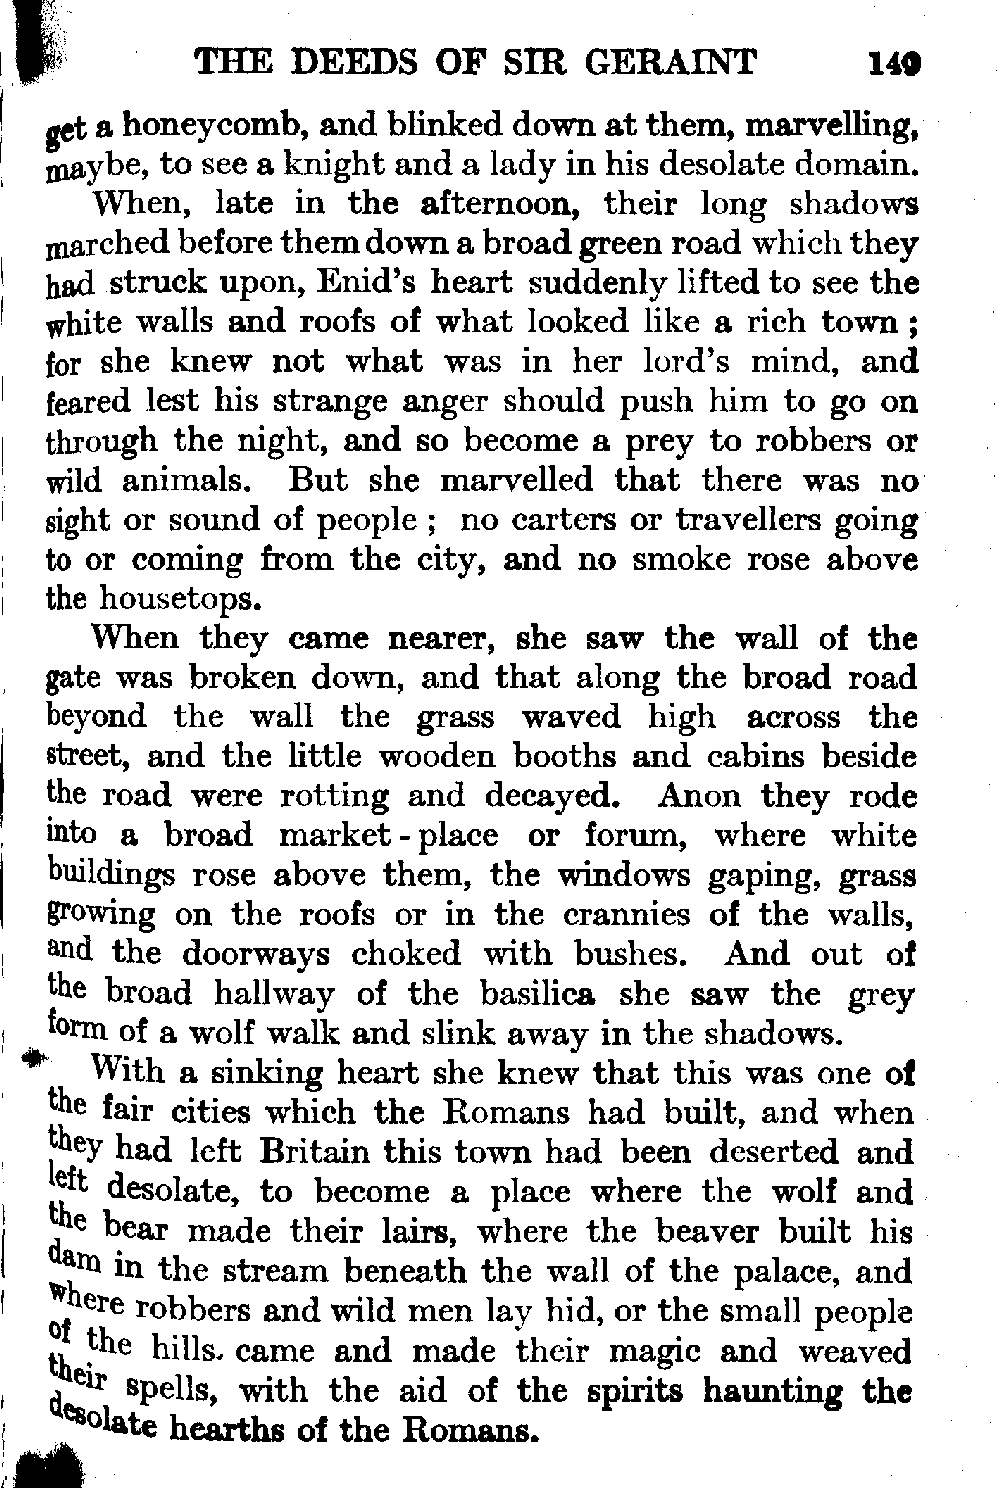 THE DEEDS OF SIR GERAINT 149
get a honeycomb, and blinked down at them, marvelling,
maybe, to see a knight and a lady in his desolate domain.
When, late in the afternoon, their long shadows
marched before them down a broad green road which they
had struck upon, Enid's heart suddenly lifted to see the
white walls and roofs of what looked like a rich town ;
for she knew not what was in her lord's mind, and
feared lest his strange anger should push him to go on
through the night, and so become a prey to robbers or
wild animals. But she marvelled that there was no
sight or sound of people ; no carters or travellers going
to or coming from the city, and no smoke rose above
the housetops.
When they came nearer, she saw the wall of the
gate was broken down, and that along the broad road
beyond the wall the grass waved high across the
street, and the little wooden booths and cabins beside
the road were rotting and decayed. Anon they rode
into a broad market-place or forum, where white
buildings rose above them, the windows gaping, grass
growing on the roofs or in the crannies of the walls,
and the doorways choked with bushes. And out of
the broad hallway of the basilica she saw the grey
form of a wolf walk and slink away in the shadows.
With a sinking heart she knew that this was one of
the fair cities which the Romans had built, and when
they had left Britain this town had been deserted and
left desolate, to become a place where the wolf and
the bear made their lairs, where the beaver built his
dam in the stream beneath the wall of the palace, and
where robbers and wild men lay hid, or the small people
of the hills. came and made their magic and weaved
their spells, with the aid of the spirits haunting the
desolate hearths of the Romans.